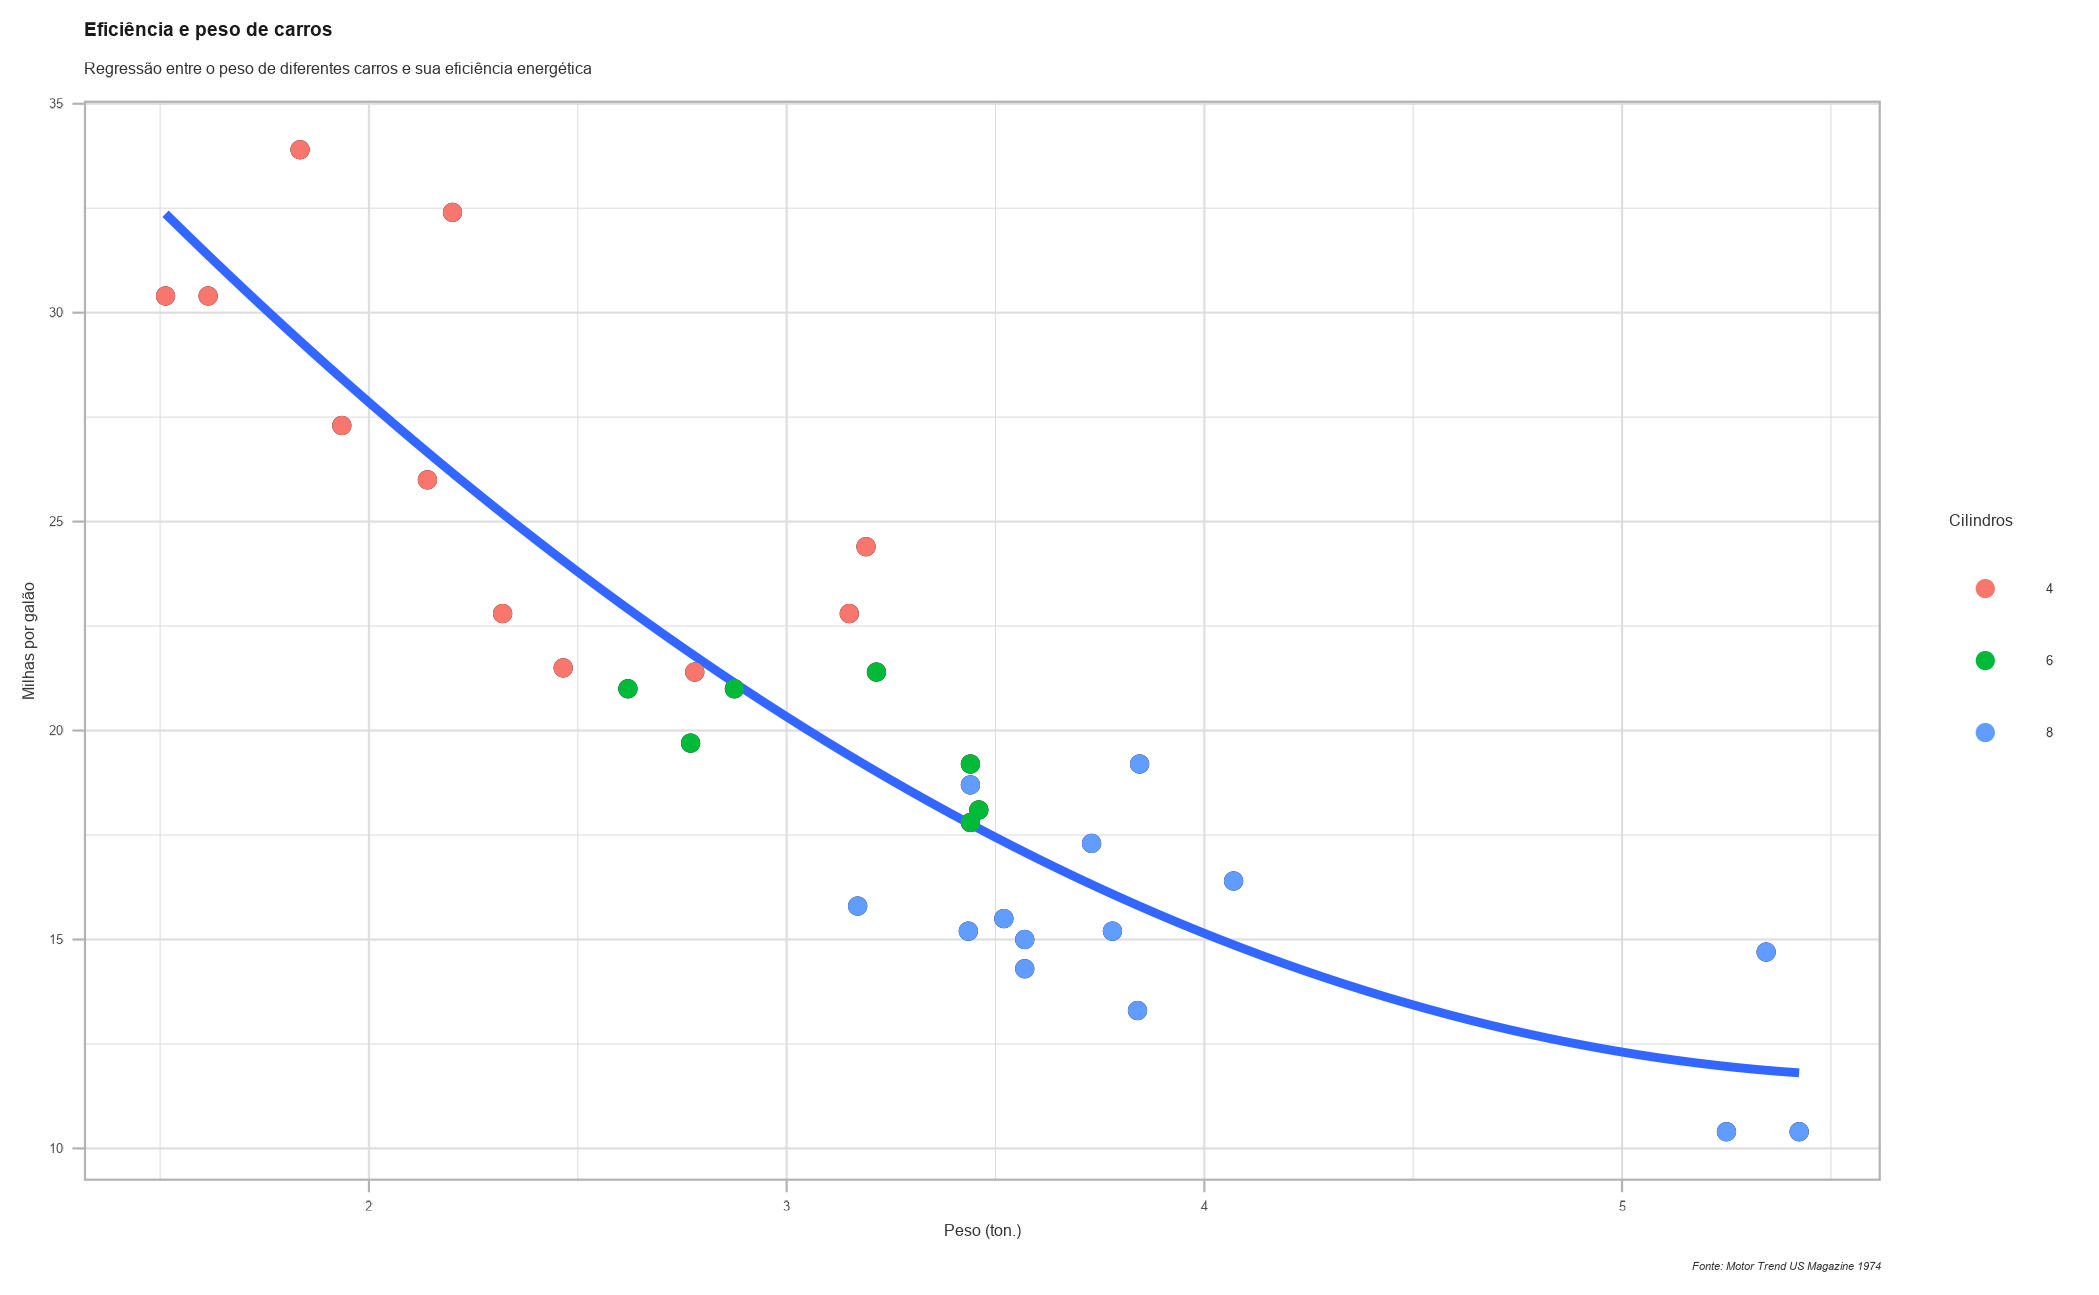 Eficiência e peso de carros
Regressão entre o peso de diferentes carros e sua eficiência energética
35
30
25
20
15
10
Milhas por galão
2
3
4
5
Peso (ton.)
Cilindros
4
6
8
Fonte: Motor Trend US Magazine 1974